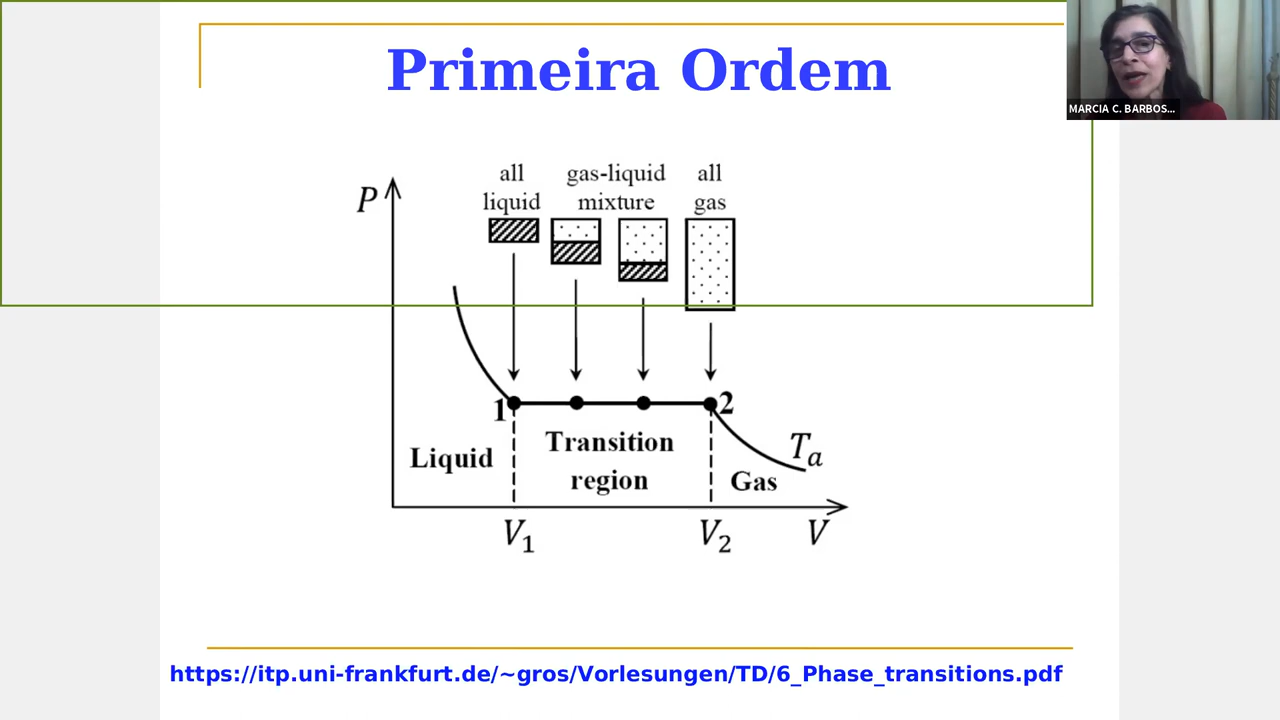 Primeira Ordem
MARCIA C. BARBOS...
all
liquid
gas-liquid
mixture
all
gas
P
1
2
Liquid
Transition
region
Gas
Tₐ
V₁
V₂
V
https://itp.uni-frankfurt.de/~gros/Vorlesungen/TD/6_Phase_transitions.pdf